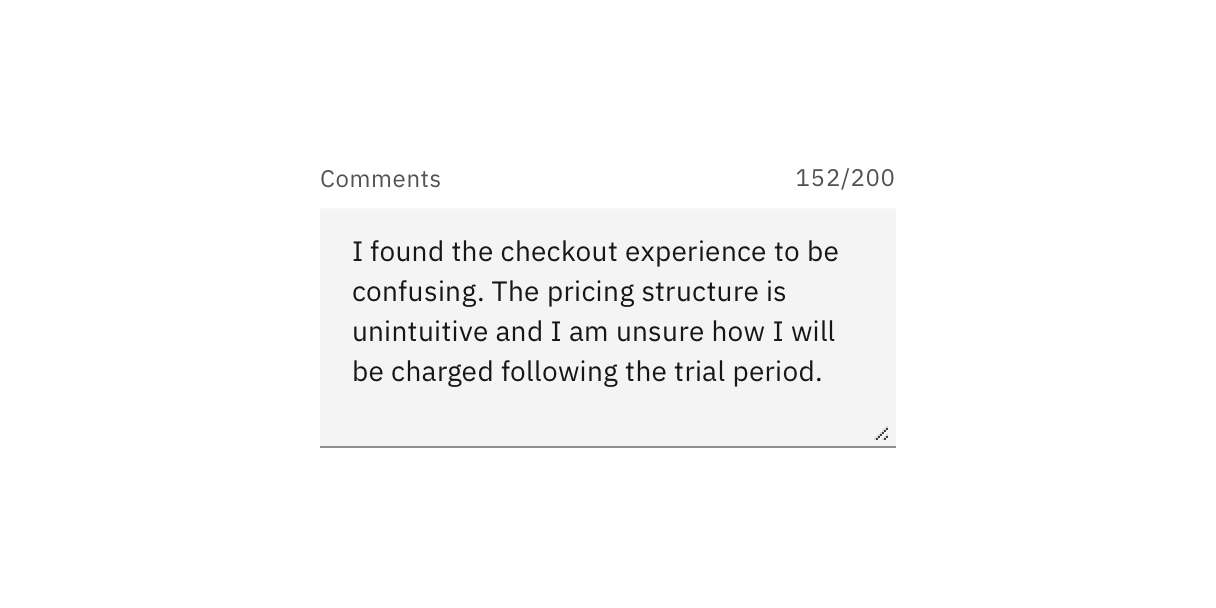 Comments 152/200
I found the checkout experience to be
confusing. The pricing structure is
unintuitive and I am unsure how I will
be charged following the trial period.